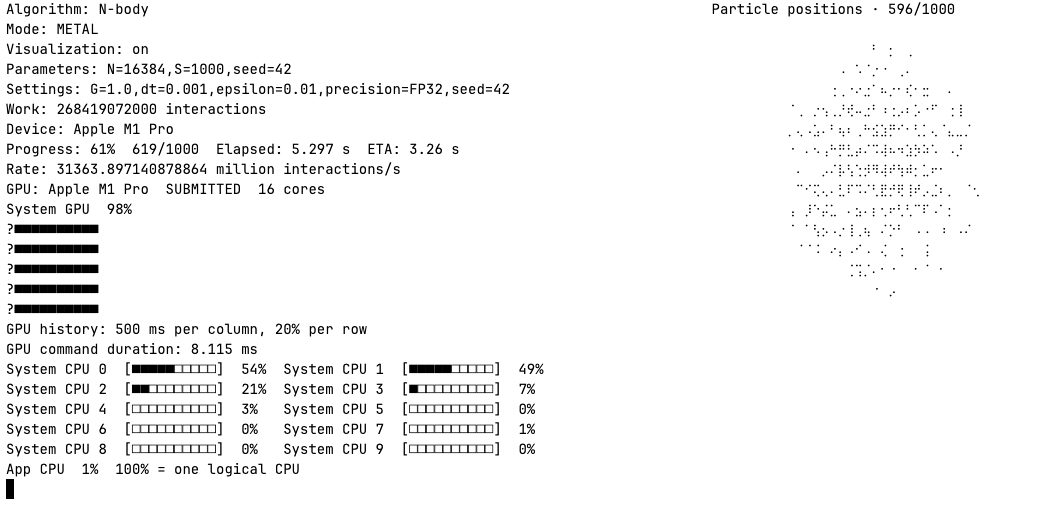 Algorithm: N-body
Particle positions · 596/1000
Mode: METAL
Visualization: on
Parameters: N=16384,S=1000,seed=42
Settings: G=1.0,dt=0.001,epsilon=0.01,precision=FP32,seed=42
Work: 268419072000 interactions
Device: Apple M1 Pro
Progress: 61%  619/1000  Elapsed: 5.297 s  ETA: 3.26 s
Rate: 31363.897140878864 million interactions/s
GPU: Apple M1 Pro  SUBMITTED  16 cores
System GPU  98%
?■■■■■■■■■■
?■■■■■■■■■■
?■■■■■■■■■■
?■■■■■■■■■■
?■■■■■■■■■■
GPU history: 500 ms per column, 20% per row
GPU command duration: 8.115 ms
System CPU 0  [■■■■■□□□□□]  54%  System CPU 1  [■■■■■□□□□□]  49%
System CPU 2  [■■□□□□□□□□]  21%  System CPU 3  [■□□□□□□□□□]  7%
System CPU 4  [□□□□□□□□□□]  3%   System CPU 5  [□□□□□□□□□□]  0%
System CPU 6  [□□□□□□□□□□]  0%   System CPU 7  [□□□□□□□□□□]  1%
System CPU 8  [□□□□□□□□□□]  0%   System CPU 9  [□□□□□□□□□□]  0%
App CPU  1%  100% = one logical CPU